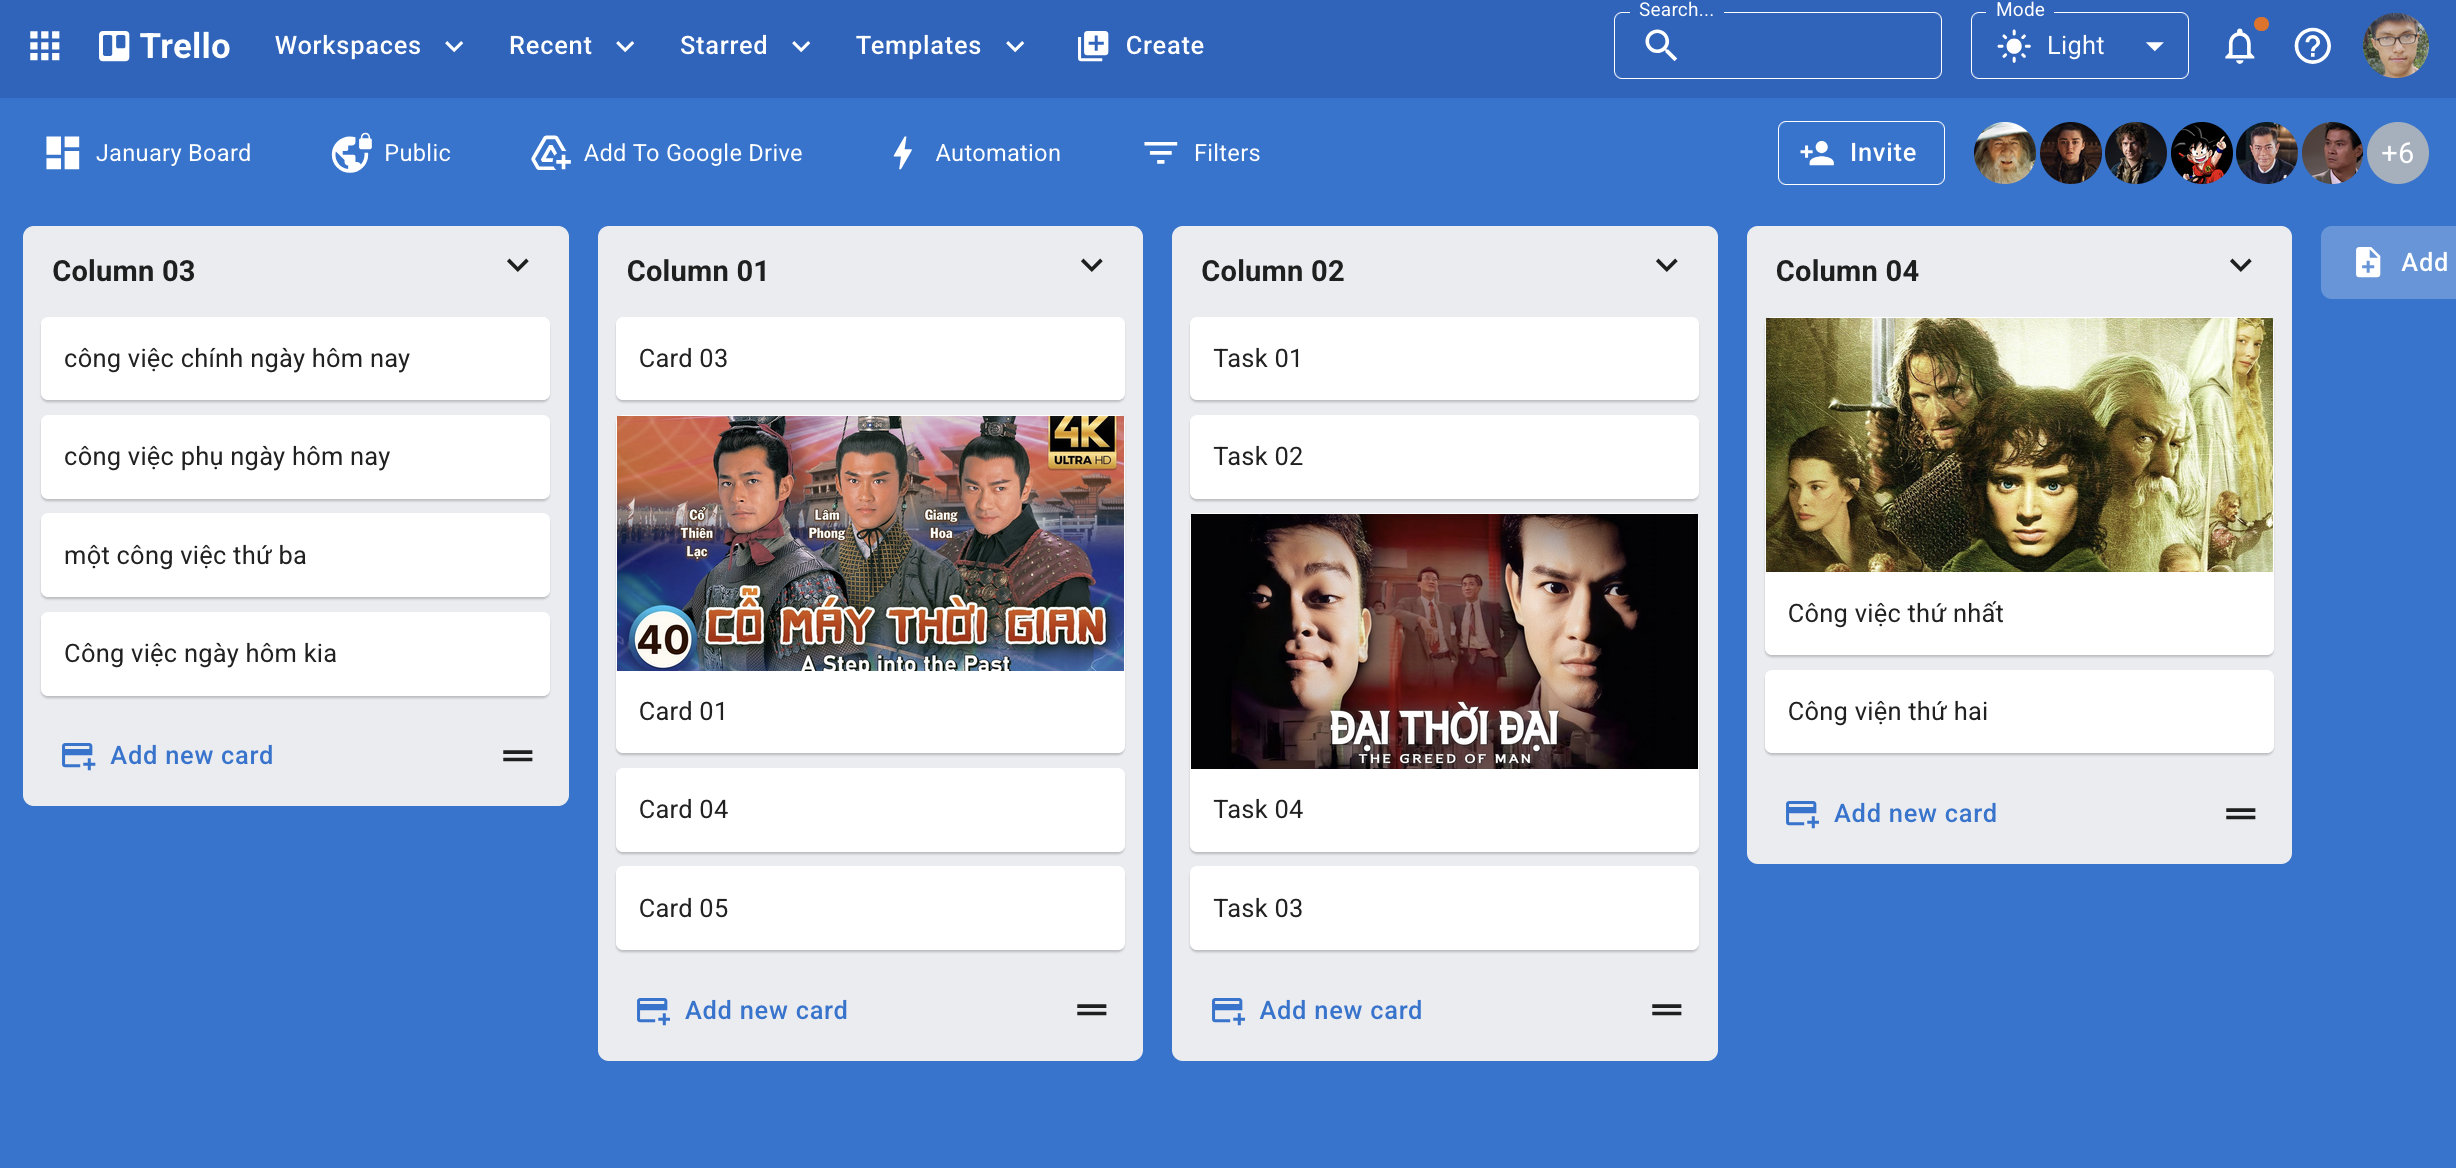 Trello
Workspaces
Recent
Starred
Templates
Create
Search...
Mode
Light
January Board
Public
Add To Google Drive
Automation
Filters
Invite
+6
Column 03
công việc chính ngày hôm nay
công việc phụ ngày hôm nay
một công việc thứ ba
Công việc ngày hôm kia
Add new card
Column 01
Card 03
4K
ULTRA HD
Cổ
Thiên
Lạc
Lâm
Phong
Giang
Hoa
40
CỖ MÁY THỜI GIAN
A Step into the Past
Card 01
Card 04
Card 05
Add new card
Column 02
Task 01
Task 02
ĐẠI THỜI ĐẠI
THE GREED OF MAN
Task 04
Task 03
Add new card
Column 04
Công việc thứ nhất
Công viện thứ hai
Add new card
Add